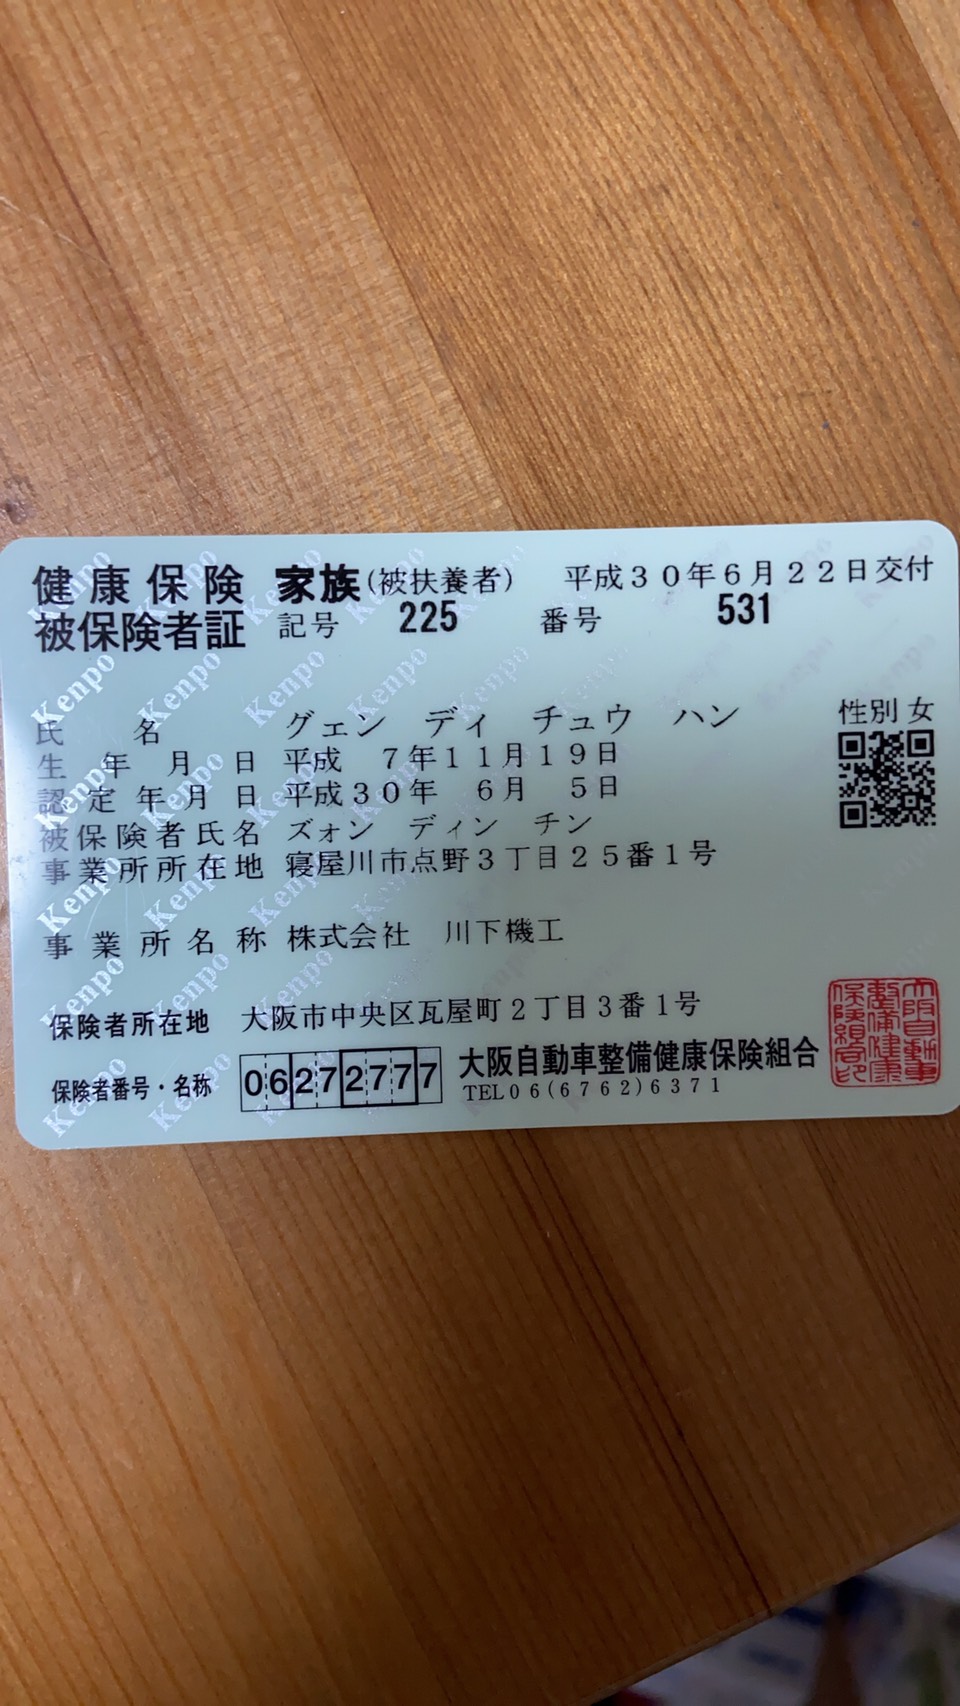 健康保険 家族(被扶養者) 平成30年6月22日交付
被保険者証 記号 225 番号 531
氏名 グェン ディ チュウ ハン 性別 女
生年月日 平成 7年11月19日
認定年月日 平成30年 6月 5日
被保険者氏名 ズォン ディン チン
事業所所在地 寝屋川市点野3丁目25番1号
事業所名称 株式会社 川下機工
保険者所在地 大阪市中央区瓦屋町2丁目3番1号
保険者番号・名称 06272777 大阪自動車整備健康保険組合
TEL06(6762)6371
Kenpo